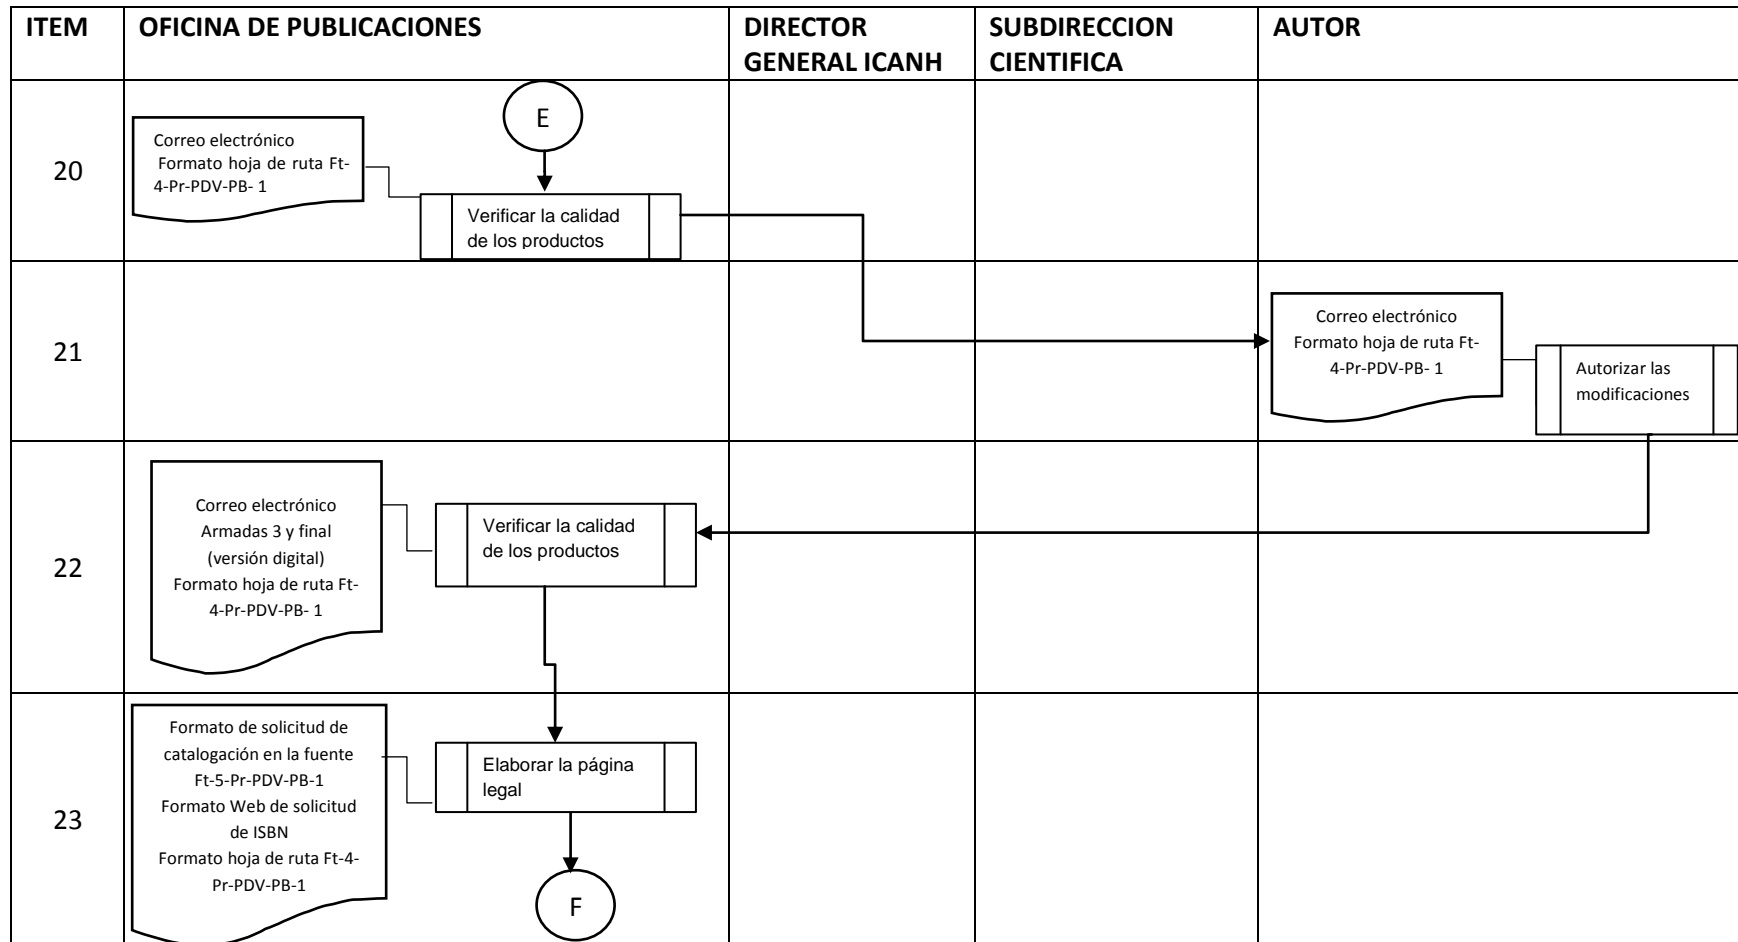 ITEM
OFICINA DE PUBLICACIONES
DIRECTOR
GENERAL ICANH
SUBDIRECCION
CIENTIFICA
AUTOR
20
Correo electrónico
Formato hoja de ruta Ft-
4-Pr-PDV-PB- 1
E
Verificar la calidad
de los productos
21
Correo electrónico
Formato hoja de ruta Ft-
4-Pr-PDV-PB- 1
Autorizar las
modificaciones
22
Correo electrónico
Armadas 3 y final
(versión digital)
Formato hoja de ruta Ft-
4-Pr-PDV-PB- 1
Verificar la calidad
de los productos
23
Formato de solicitud de
catalogación en la fuente
Ft-5-Pr-PDV-PB-1
Formato Web de solicitud
de ISBN
Formato hoja de ruta Ft-4-
Pr-PDV-PB-1
Elaborar la página
legal
F